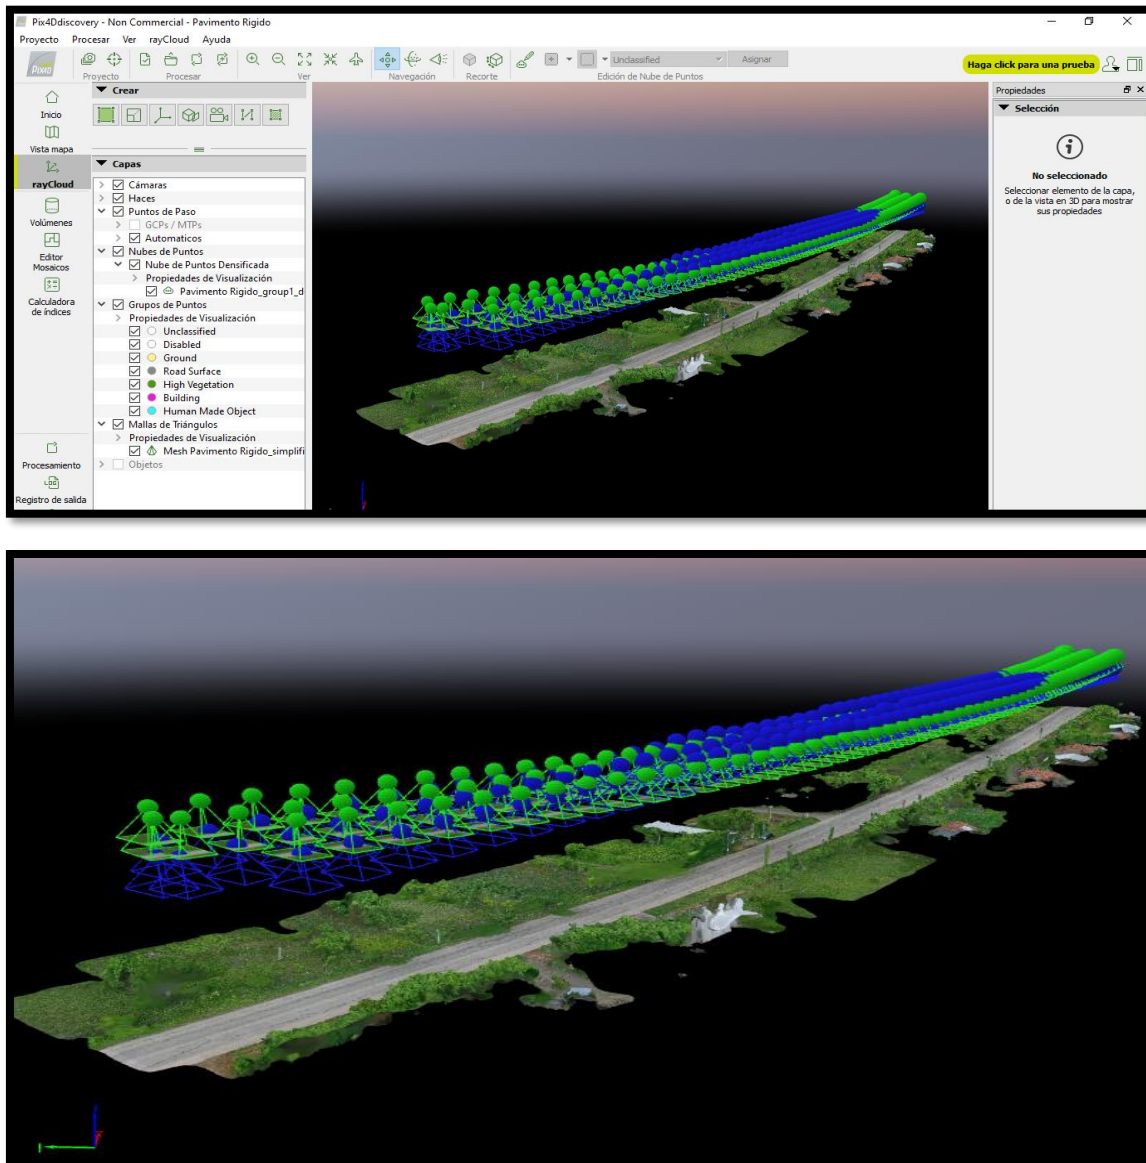 Pix4Ddiscovery - Non Commercial - Pavimento Rigido
Proyecto Procesar Ver rayCloud Ayuda
Unclassified Asignar
Proyecto Procesar Ver Navegación Recorte Edición de Nube de Puntos
Haga click para una prueba
Inicio
Vista mapa
rayCloud
Volúmenes
Editor
Mosaicos
Calculadora
de índices
Procesamiento
Registro de salida
Crear
Capas
Cámaras
Haces
Puntos de Paso
GCPs / MTPs
Automaticos
Nubes de Puntos
Nube de Puntos Densificada
Propiedades de Visualización
Pavimento Rigido_group1_d
Grupos de Puntos
Propiedades de Visualización
Unclassified
Disabled
Ground
Road Surface
High Vegetation
Building
Human Made Object
Mallas de Triángulos
Propiedades de Visualización
Mesh Pavimento Rigido_simplifi
Objetos
Propiedades
Selección
No seleccionado
Seleccionar elemento de la capa,
o de la vista en 3D para mostrar
sus propiedades